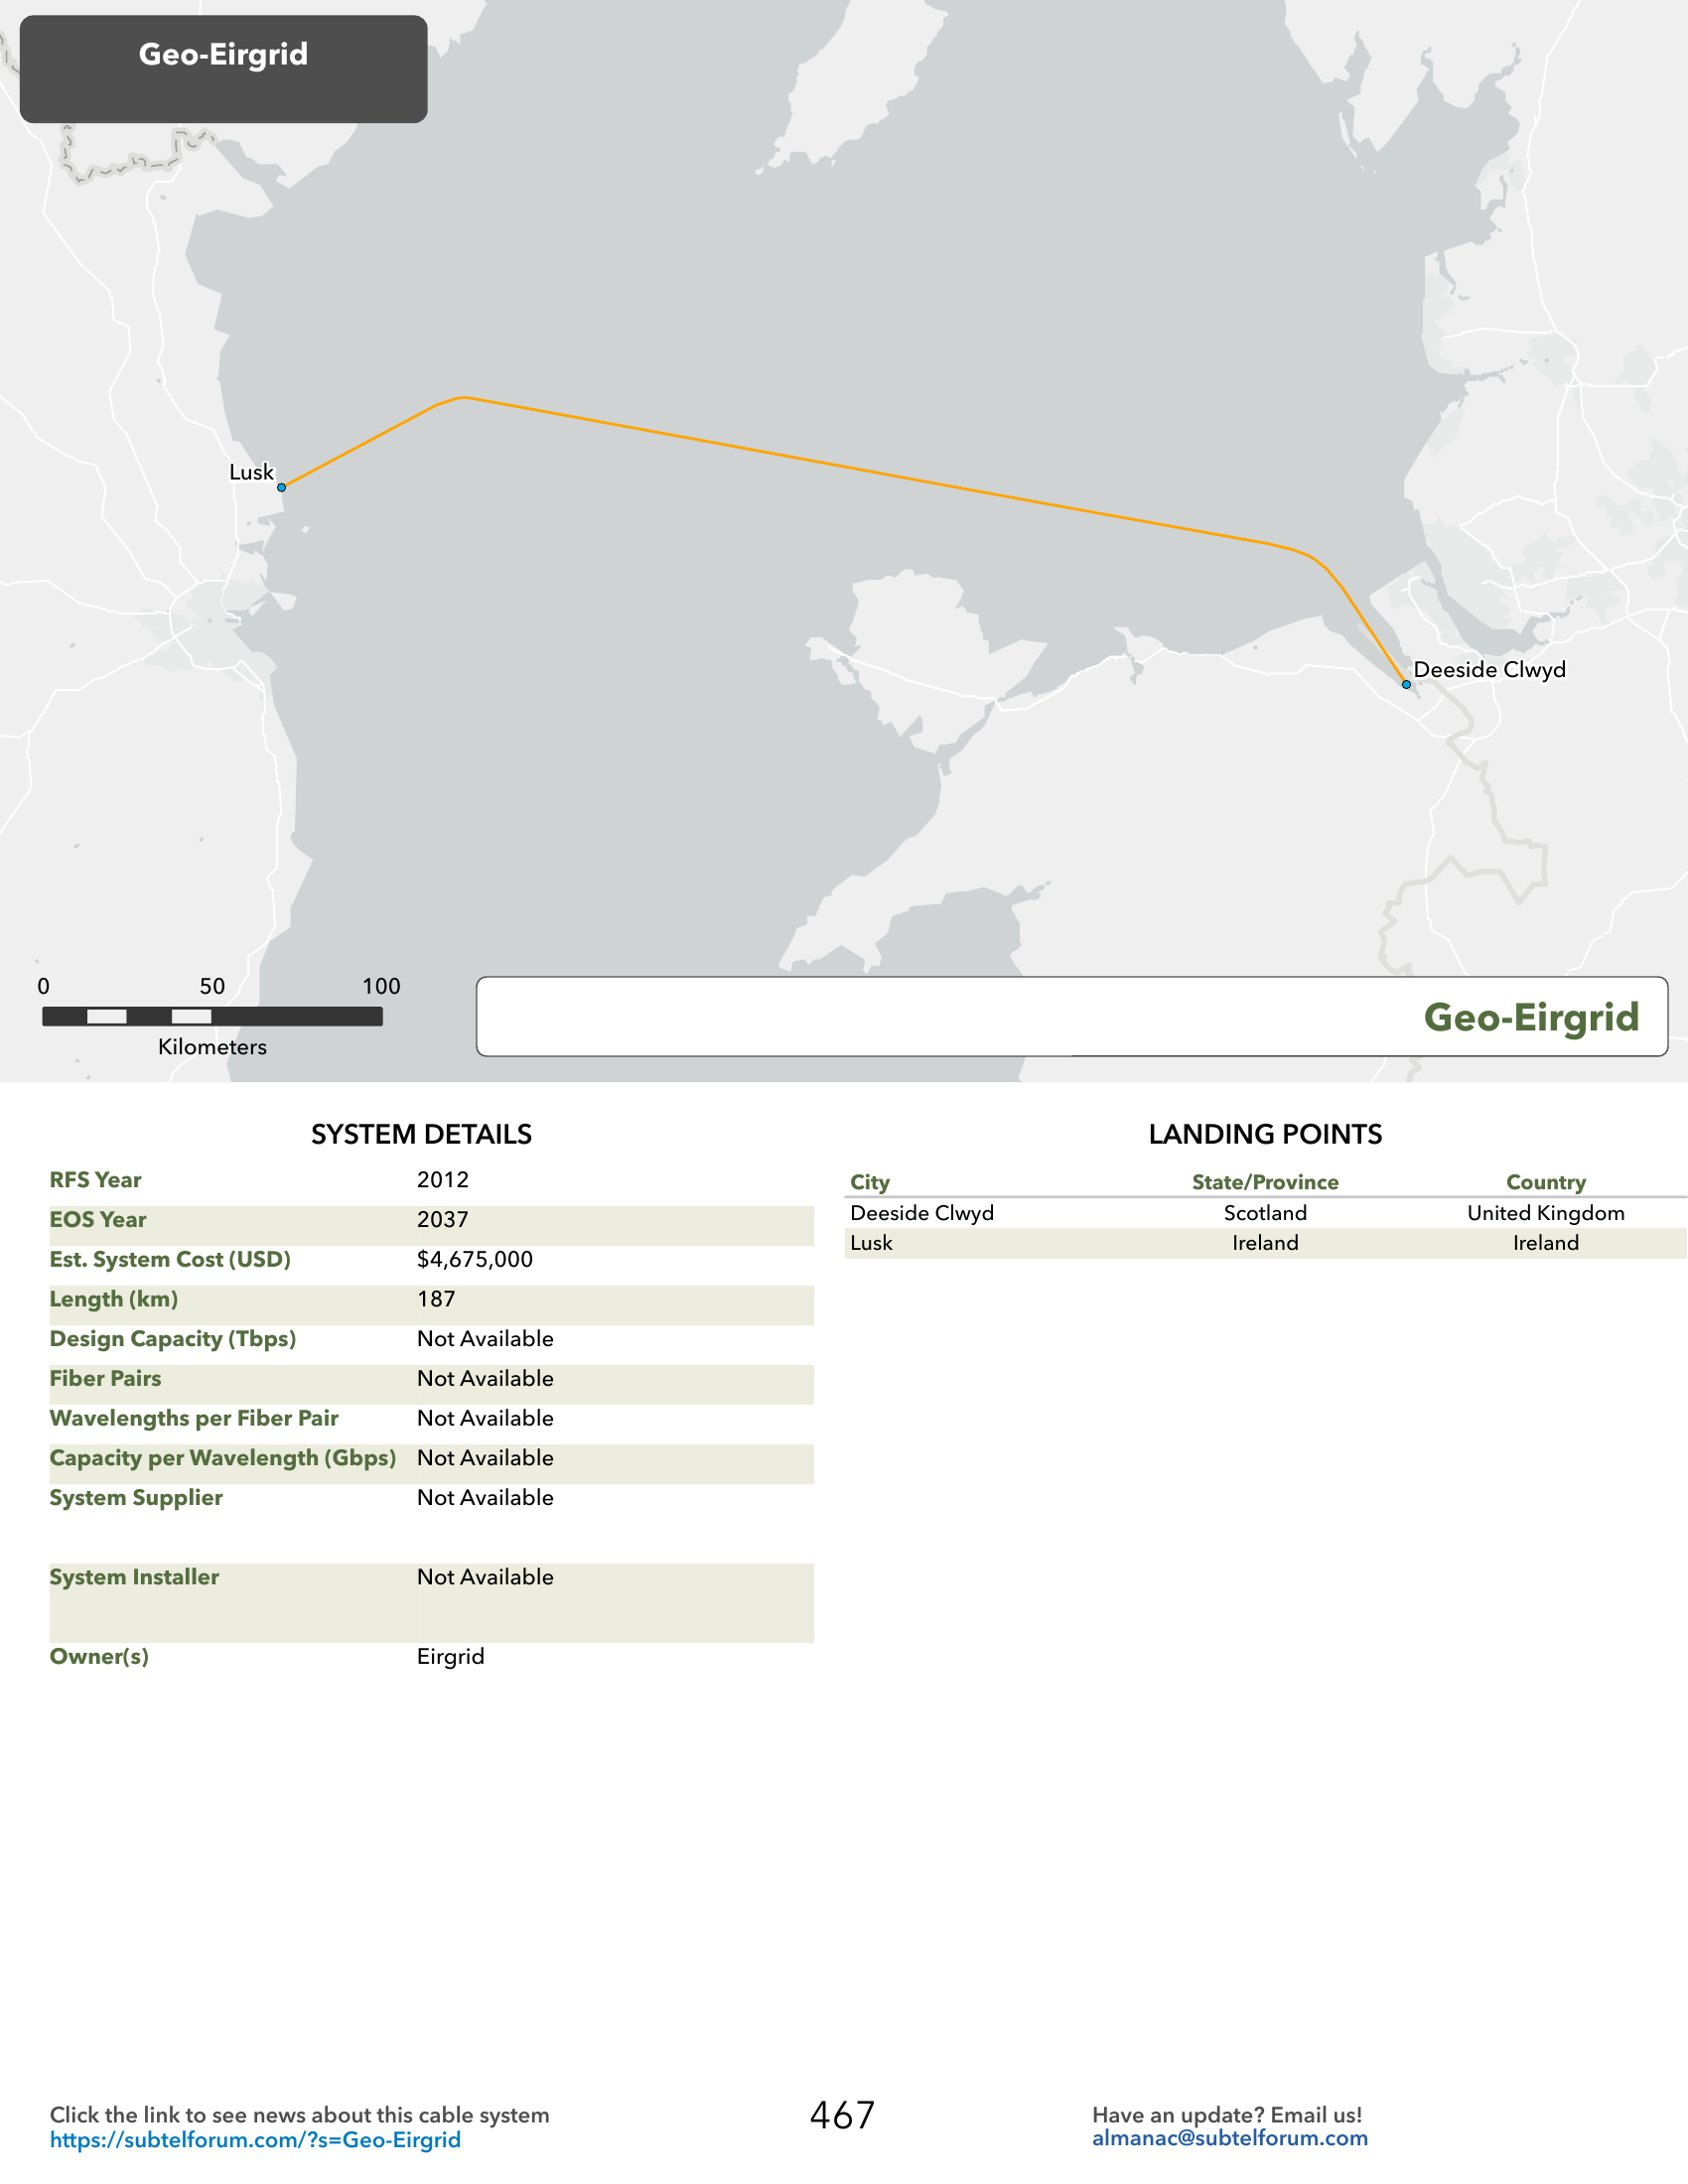 Geo-Eirgrid
Lusk
Deeside Clwyd
0 50 100
Kilometers
Geo-Eirgrid
SYSTEM DETAILS
RFS Year 2012
EOS Year 2037
Est. System Cost (USD) $4,675,000
Length (km) 187
Design Capacity (Tbps) Not Available
Fiber Pairs Not Available
Wavelengths per Fiber Pair Not Available
Capacity per Wavelength (Gbps) Not Available
System Supplier Not Available
System Installer Not Available
Owner(s) Eirgrid
LANDING POINTS
City State/Province Country
Deeside Clwyd Scotland United Kingdom
Lusk Ireland Ireland
Click the link to see news about this cable system
https://subtelforum.com/?s=Geo-Eirgrid
467
Have an update? Email us!
almanac@subtelforum.com